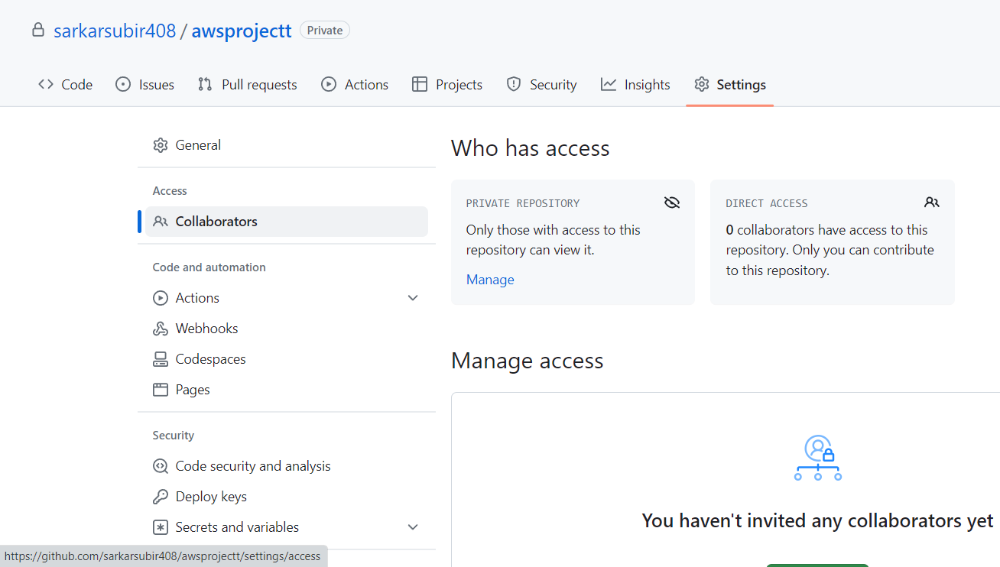 sarkarsubir408 / awsprojectt Private
Code Issues Pull requests Actions Projects Security Insights Settings
General
Access
Collaborators
Code and automation
Actions
Webhooks
Codespaces
Pages
Security
Code security and analysis
Deploy keys
Secrets and variables
Who has access
PRIVATE REPOSITORY
Only those with access to this
repository can view it.
Manage
DIRECT ACCESS
0 collaborators have access to this
repository. Only you can contribute
to this repository.
Manage access
You haven't invited any collaborators yet
https://github.com/sarkarsubir408/awsprojectt/settings/access